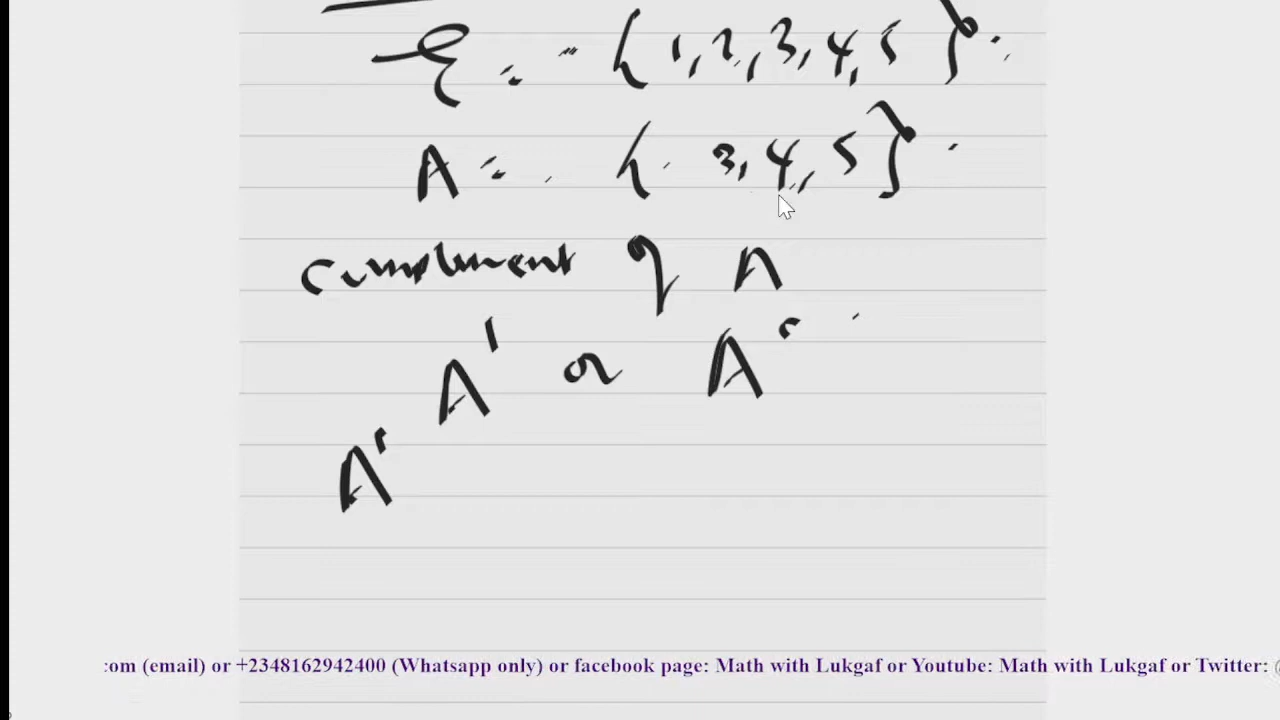 ξ = { 1, 2, 3, 4, 5 }.
A = { 3, 4, 5 }.
complement of A
A' or Aᶜ
A'
:om (email) or +2348162942400 (Whatsapp only) or facebook page: Math with Lukgaf or Youtube: Math with Lukgaf or Twitter: @